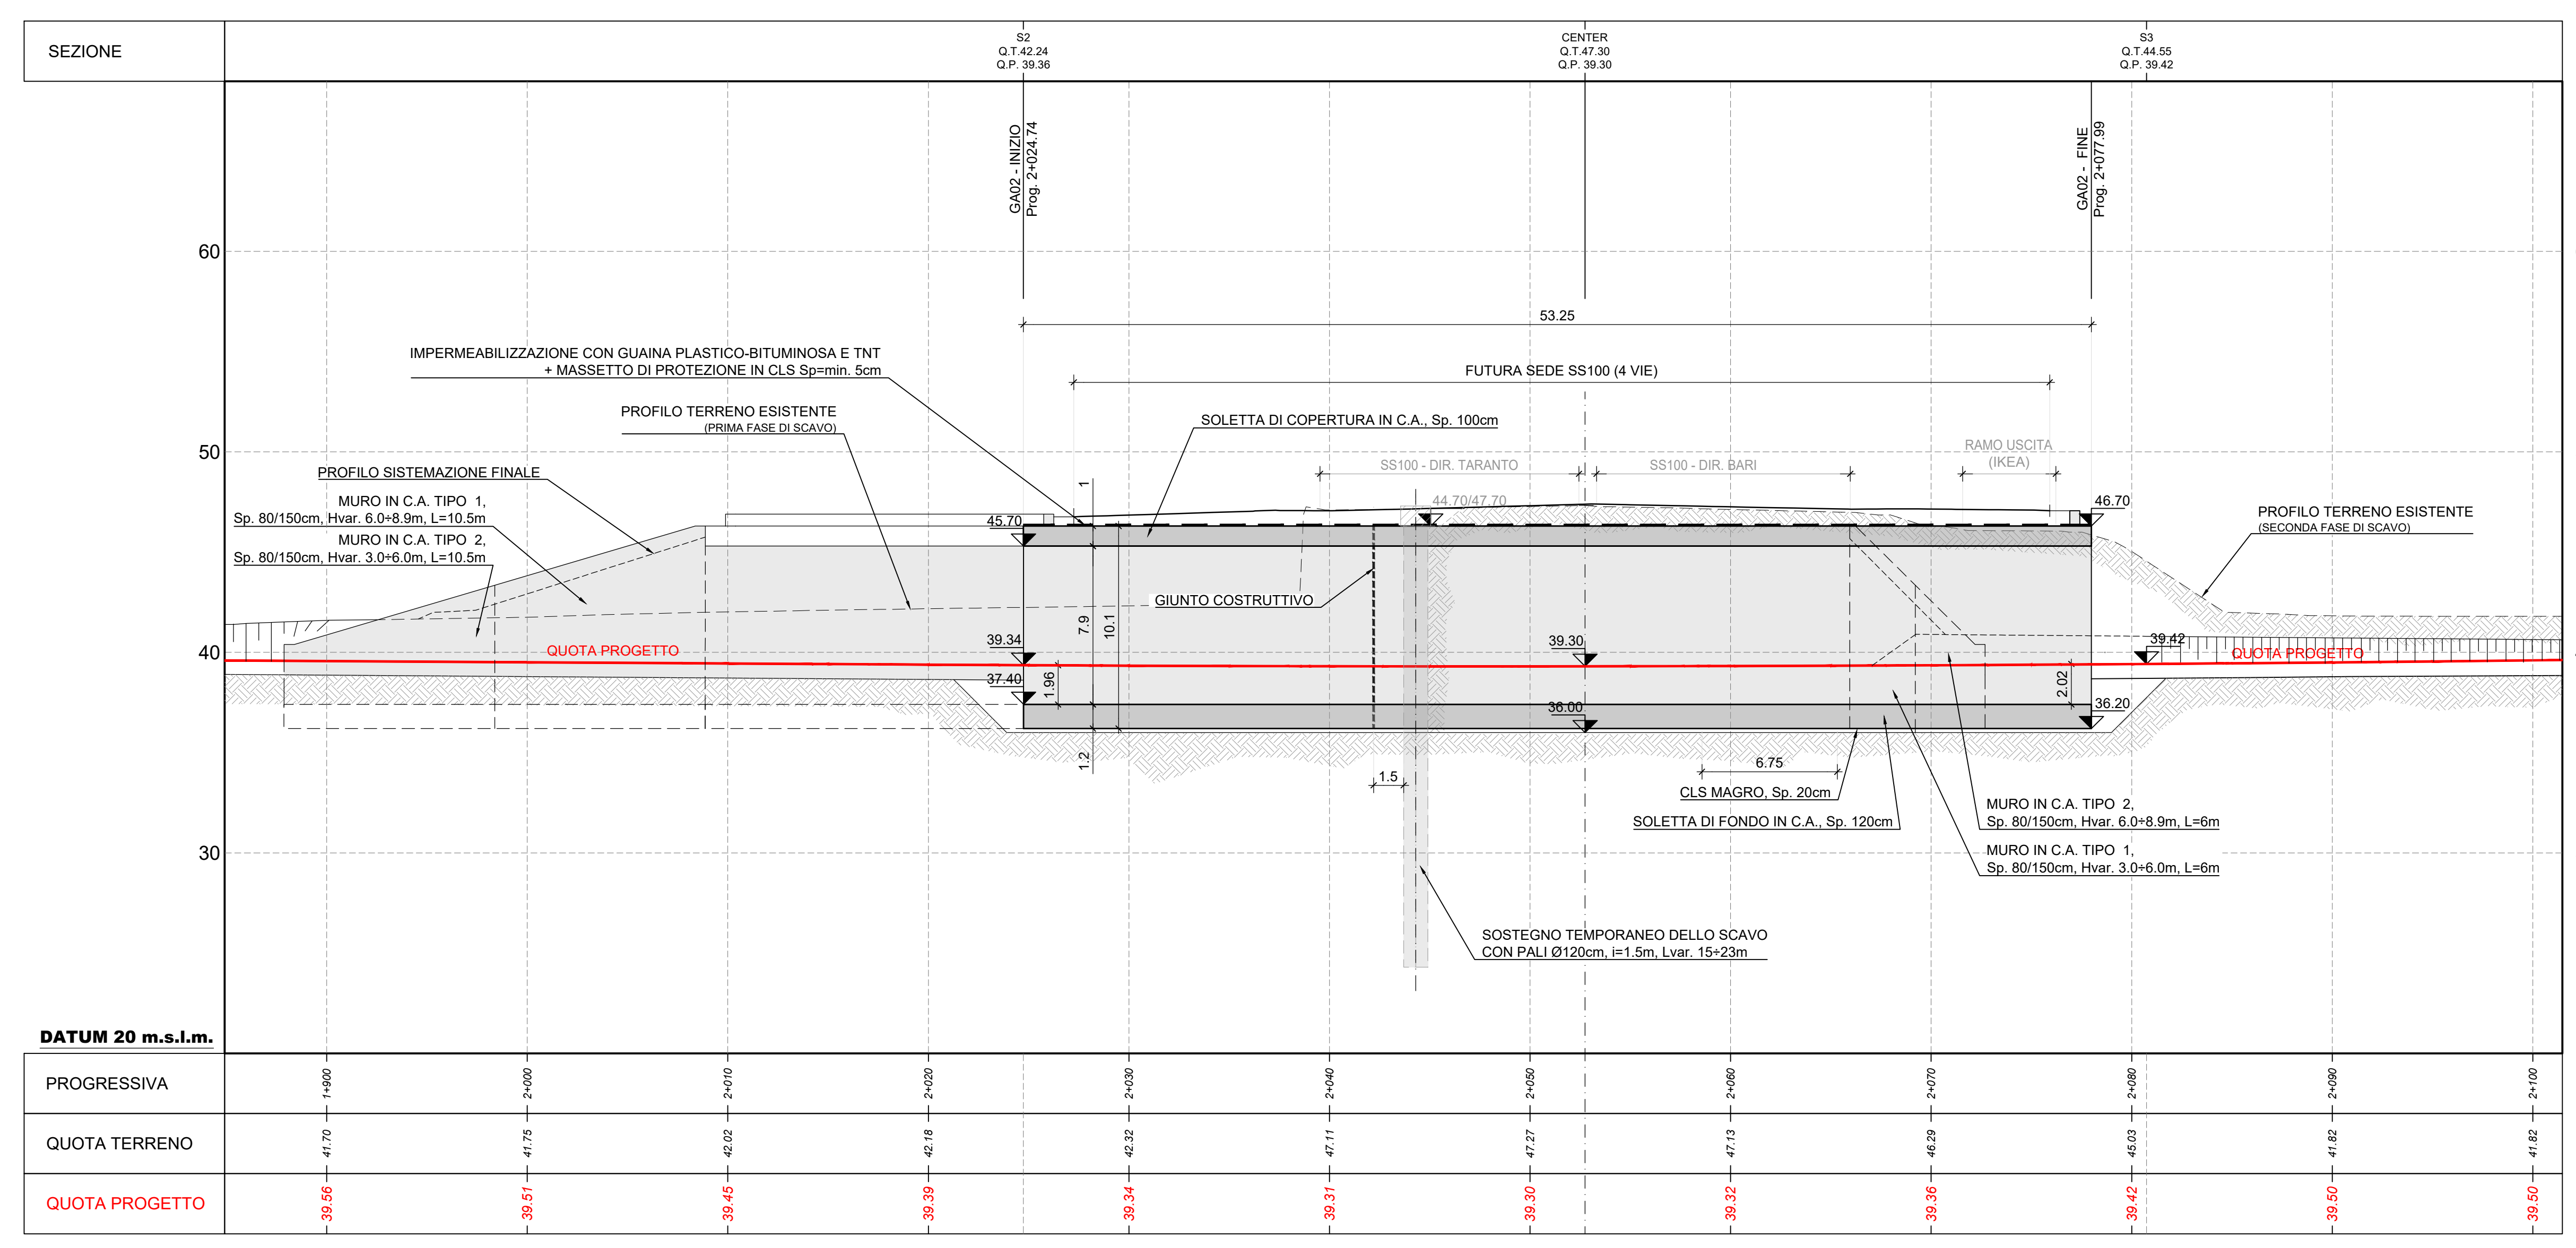 SEZIONE
S2
Q.T.42.24
Q.P. 39.36
CENTER
Q.T.47.30
Q.P. 39.30
S3
Q.T.44.55
Q.P. 39.42
GA02 - INIZIO
Prog. 2+024.74
GA02 - FINE
Prog. 2+077.99
60
50
40
30
53.25
FUTURA SEDE SS100 (4 VIE)
IMPERMEABILIZZAZIONE CON GUAINA PLASTICO-BITUMINOSA E TNT
+ MASSETTO DI PROTEZIONE IN CLS Sp=min. 5cm
PROFILO TERRENO ESISTENTE
(PRIMA FASE DI SCAVO)
SOLETTA DI COPERTURA IN C.A., Sp. 100cm
SS100 - DIR. TARANTO
SS100 - DIR. BARI
RAMO USCITA
(IKEA)
PROFILO SISTEMAZIONE FINALE
MURO IN C.A. TIPO 1,
Sp. 80/150cm, Hvar. 6.0÷8.9m, L=10.5m
MURO IN C.A. TIPO 2,
Sp. 80/150cm, Hvar. 3.0÷6.0m, L=10.5m
1
44.70/47.70
45.70
46.70
PROFILO TERRENO ESISTENTE
(SECONDA FASE DI SCAVO)
GIUNTO COSTRUTTIVO
7.9
10.1
39.34
39.30
39.42
QUOTA PROGETTO
QUOTA PROGETTO
37.40
1.96
2.02
36.00
36.20
1.2
1.5
6.75
CLS MAGRO, Sp. 20cm
SOLETTA DI FONDO IN C.A., Sp. 120cm
MURO IN C.A. TIPO 2,
Sp. 80/150cm, Hvar. 6.0÷8.9m, L=6m
MURO IN C.A. TIPO 1,
Sp. 80/150cm, Hvar. 3.0÷6.0m, L=6m
SOSTEGNO TEMPORANEO DELLO SCAVO
CON PALI Ø120cm, i=1.5m, Lvar. 15÷23m
DATUM 20 m.s.l.m.
PROGRESSIVA
1+900 2+000 2+010 2+020 2+030 2+040 2+050 2+060 2+070 2+080 2+090 2+100
QUOTA TERRENO
41.70 41.75 42.02 42.18 42.32 47.11 47.27 47.13 46.29 45.03 41.82 41.82
QUOTA PROGETTO
39.56 39.51 39.45 39.39 39.34 39.31 39.30 39.32 39.36 39.42 39.50 39.50